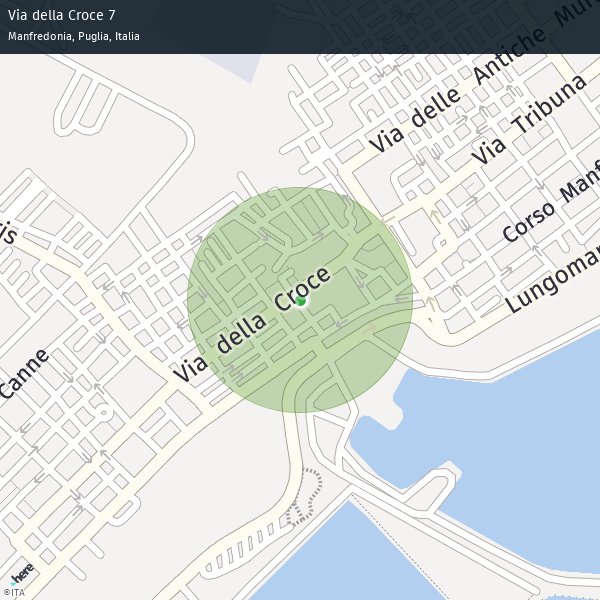 Via della Croce 7
Manfredonia, Puglia, Italia
Via delle Antiche Mur
Via Tribuna
Corso Manf
Lungomar
is
Via della Croce
Canne
here
©ITA